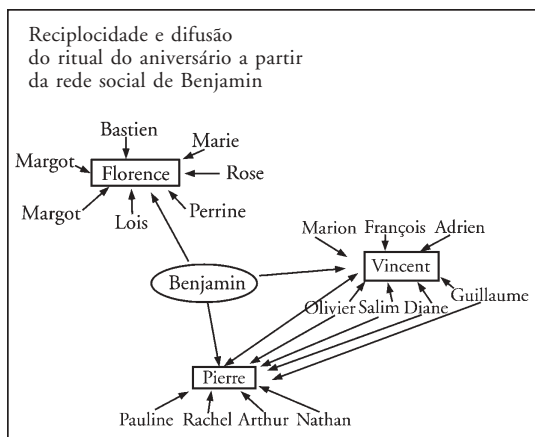 Reciplocidade e difusão
do ritual do aniversário a partir
da rede social de Benjamin
Bastien
Marie
Margot
Florence
Rose
Margot
Lois
Perrine
Marion
François
Adrien
Vincent
Benjamin
Olivier
Salim
Djane
Guillaume
Pierre
Pauline
Rachel
Arthur
Nathan